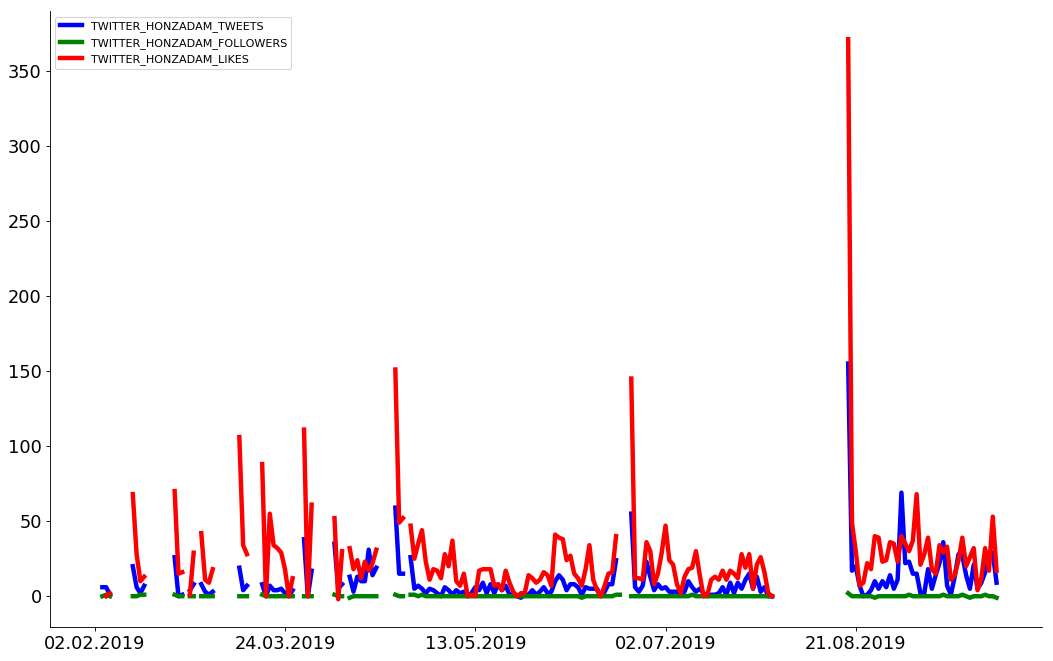 TWITTER_HONZADAM_TWEETS
TWITTER_HONZADAM_FOLLOWERS
TWITTER_HONZADAM_LIKES
350
300
250
200
150
100
50
0
02.02.2019 24.03.2019 13.05.2019 02.07.2019 21.08.2019